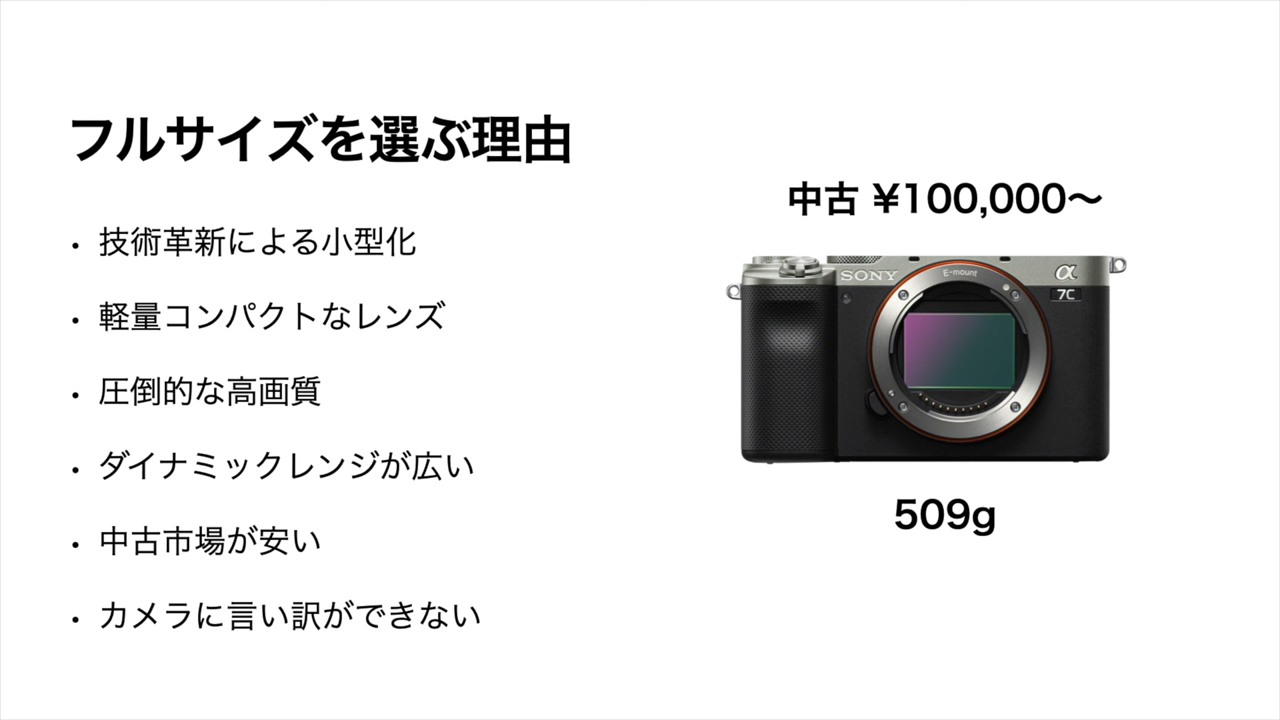 フルサイズを選ぶ理由
・ 技術革新による小型化
・ 軽量コンパクトなレンズ
・ 圧倒的な高画質
・ ダイナミックレンジが広い
・ 中古市場が安い
・ カメラに言い訳ができない
中古 ¥100,000〜
SONY
E-mount
α
7C
509g